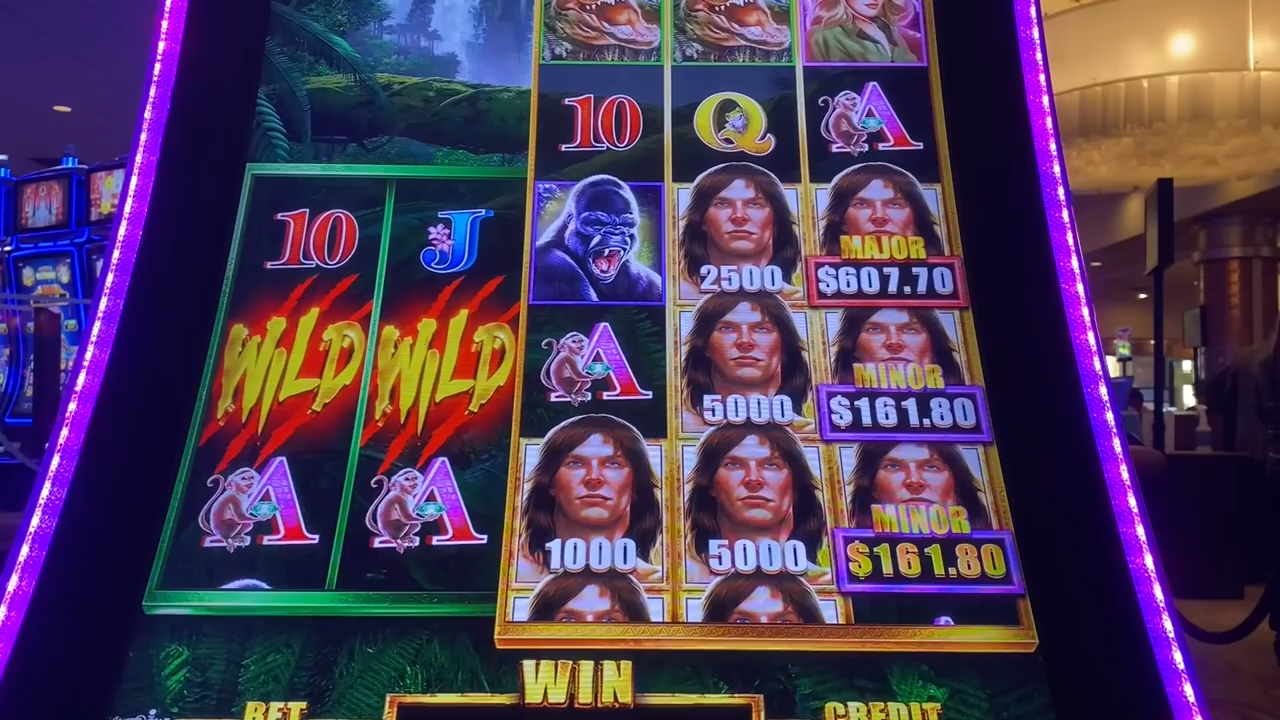 10 Q A
10 J
2500
MAJOR
$607.70
WILD WILD
A
5000
MINOR
$161.80
A A
1000
5000
MINOR
$161.80
WIN
BET
CREDIT